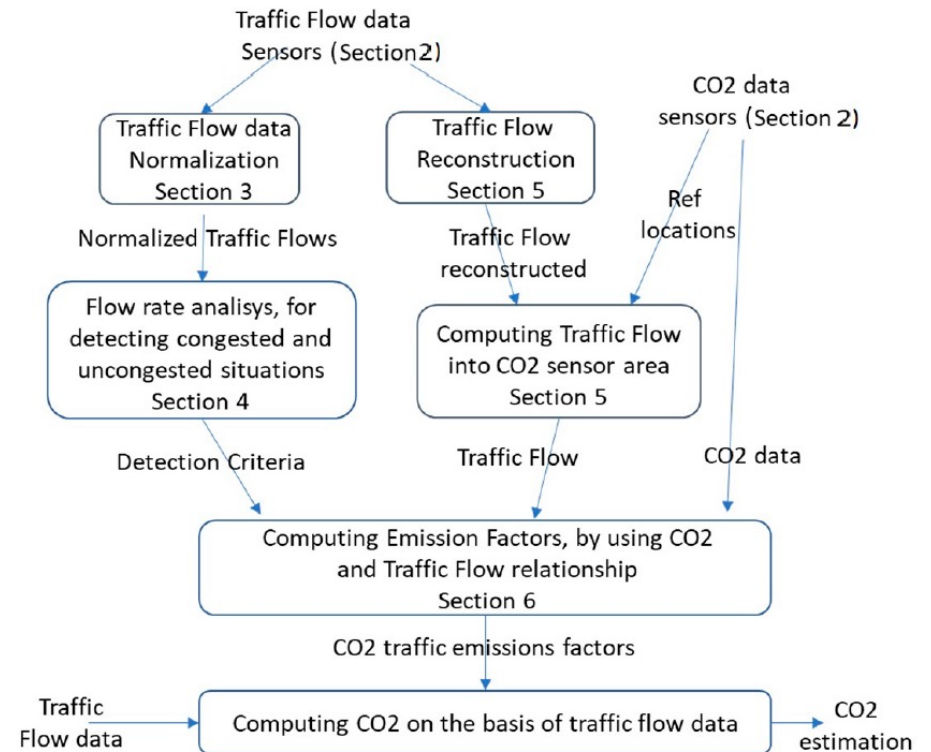 Traffic Flow data
Sensors (Section2)
CO2 data
sensors (Section 2)
Traffic Flow data
Normalization
Section 3
Traffic Flow
Reconstruction
Section 5
Ref
locations
Normalized Traffic Flows
Traffic Flow
reconstructed
Flow rate analisys, for
detecting congested and
uncongested situations
Section 4
Computing Traffic Flow
into CO2 sensor area
Section 5
Detection Criteria
Traffic Flow
CO2 data
Computing Emission Factors, by using CO2
and Traffic Flow relationship
Section 6
CO2 traffic emissions factors
Traffic
Flow data
Computing CO2 on the basis of traffic flow data
CO2
estimation